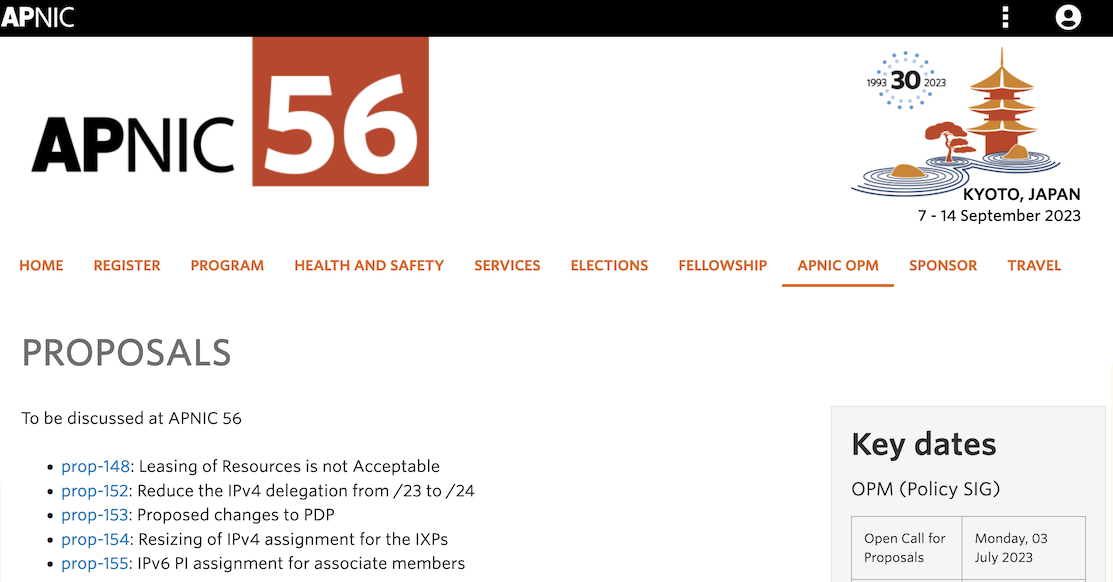 APNIC
APNIC 56
1993 30 2023
KYOTO, JAPAN
7 - 14 September 2023
HOME REGISTER PROGRAM HEALTH AND SAFETY SERVICES ELECTIONS FELLOWSHIP APNIC OPM SPONSOR TRAVEL
PROPOSALS
To be discussed at APNIC 56
• prop-148: Leasing of Resources is not Acceptable
• prop-152: Reduce the IPv4 delegation from /23 to /24
• prop-153: Proposed changes to PDP
• prop-154: Resizing of IPv4 assignment for the IXPs
• prop-155: IPv6 PI assignment for associate members
Key dates
OPM (Policy SIG)
Open Call for Monday, 03
Proposals July 2023